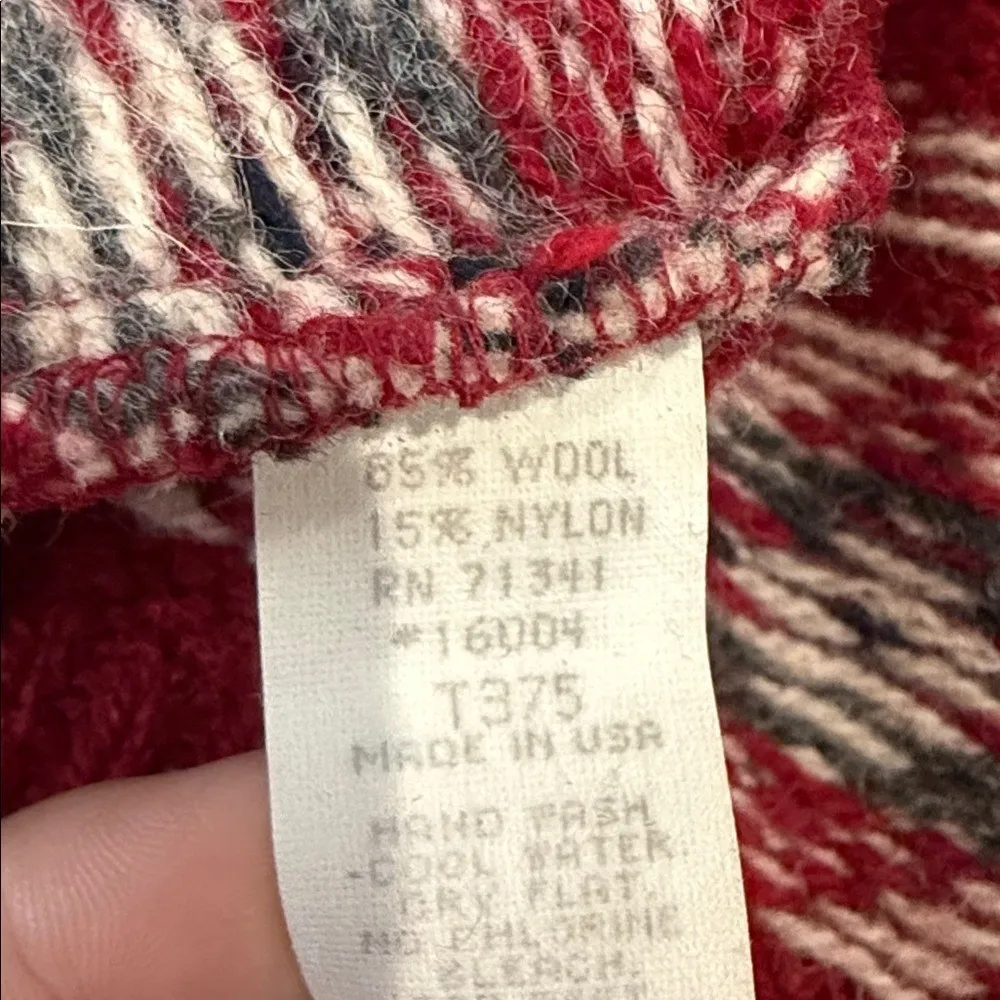 85% WOOL
15% NYLON
RN 71341
#16004
T375
MADE IN USA
HAND WASH
-COOL WATER
DRY FLAT
NO CHLORINE
BLEACH.